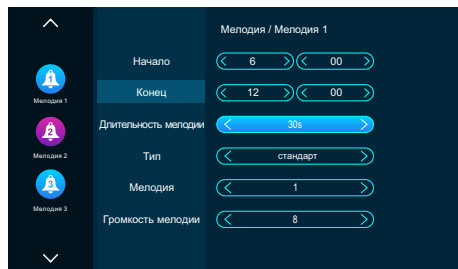 Мелодия / Мелодия 1
1
Мелодия 1
2
Мелодия 2
3
Мелодия 3
Начало 6 00
Конец 12 00
Длительность мелодии 30s
Тип стандарт
Мелодия 1
Громкость мелодии 8